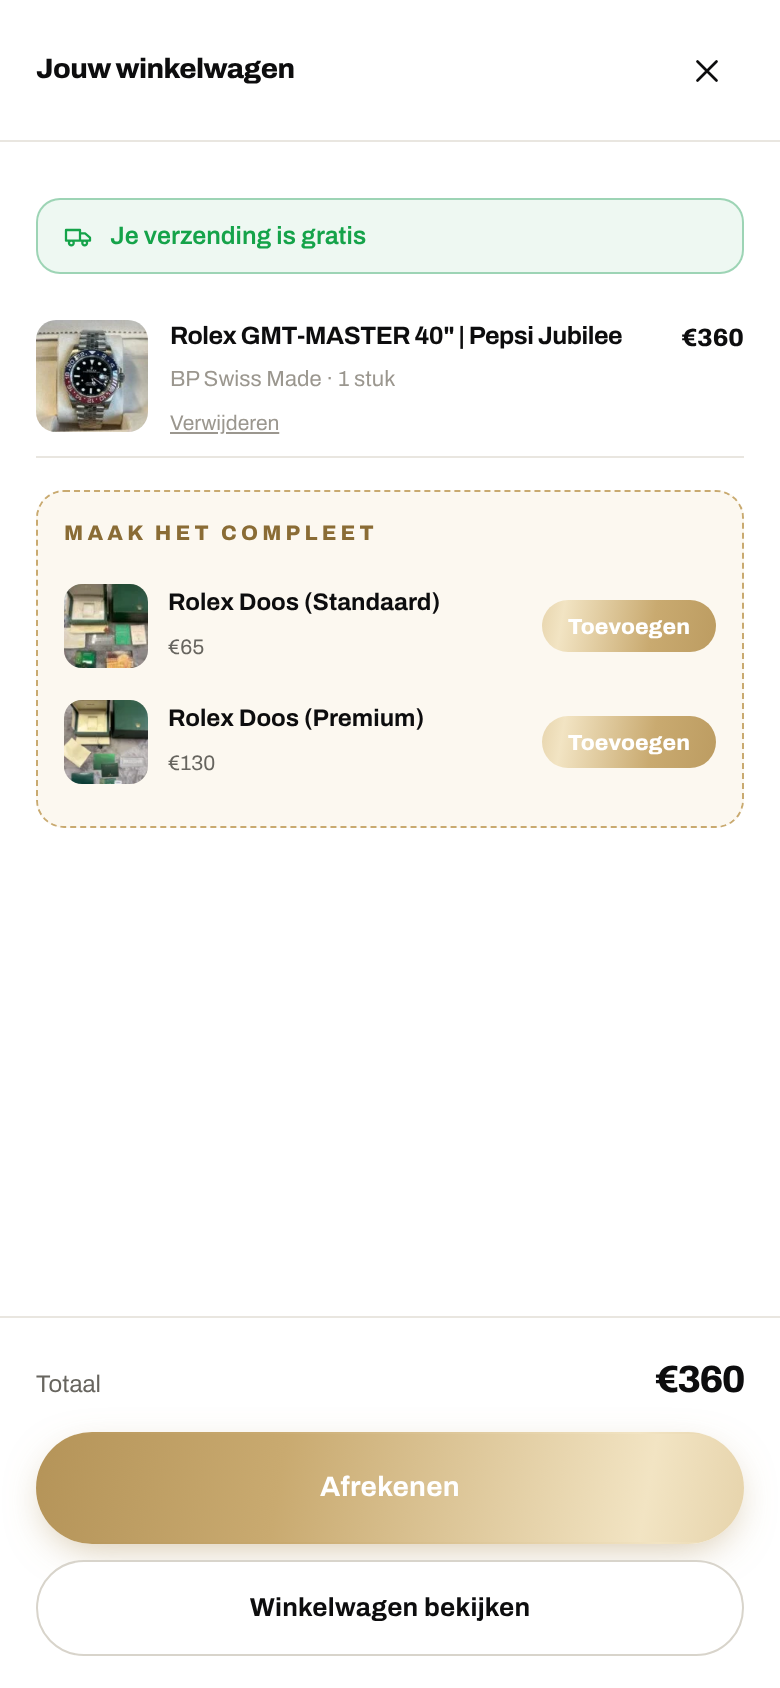 Jouw winkelwagen
Je verzending is gratis
Rolex GMT-MASTER 40" | Pepsi Jubilee
€360
BP Swiss Made · 1 stuk
Verwijderen
MAAK HET COMPLEET
Rolex Doos (Standaard)
€65
Toevoegen
Rolex Doos (Premium)
€130
Toevoegen
Totaal
€360
Afrekenen
Winkelwagen bekijken